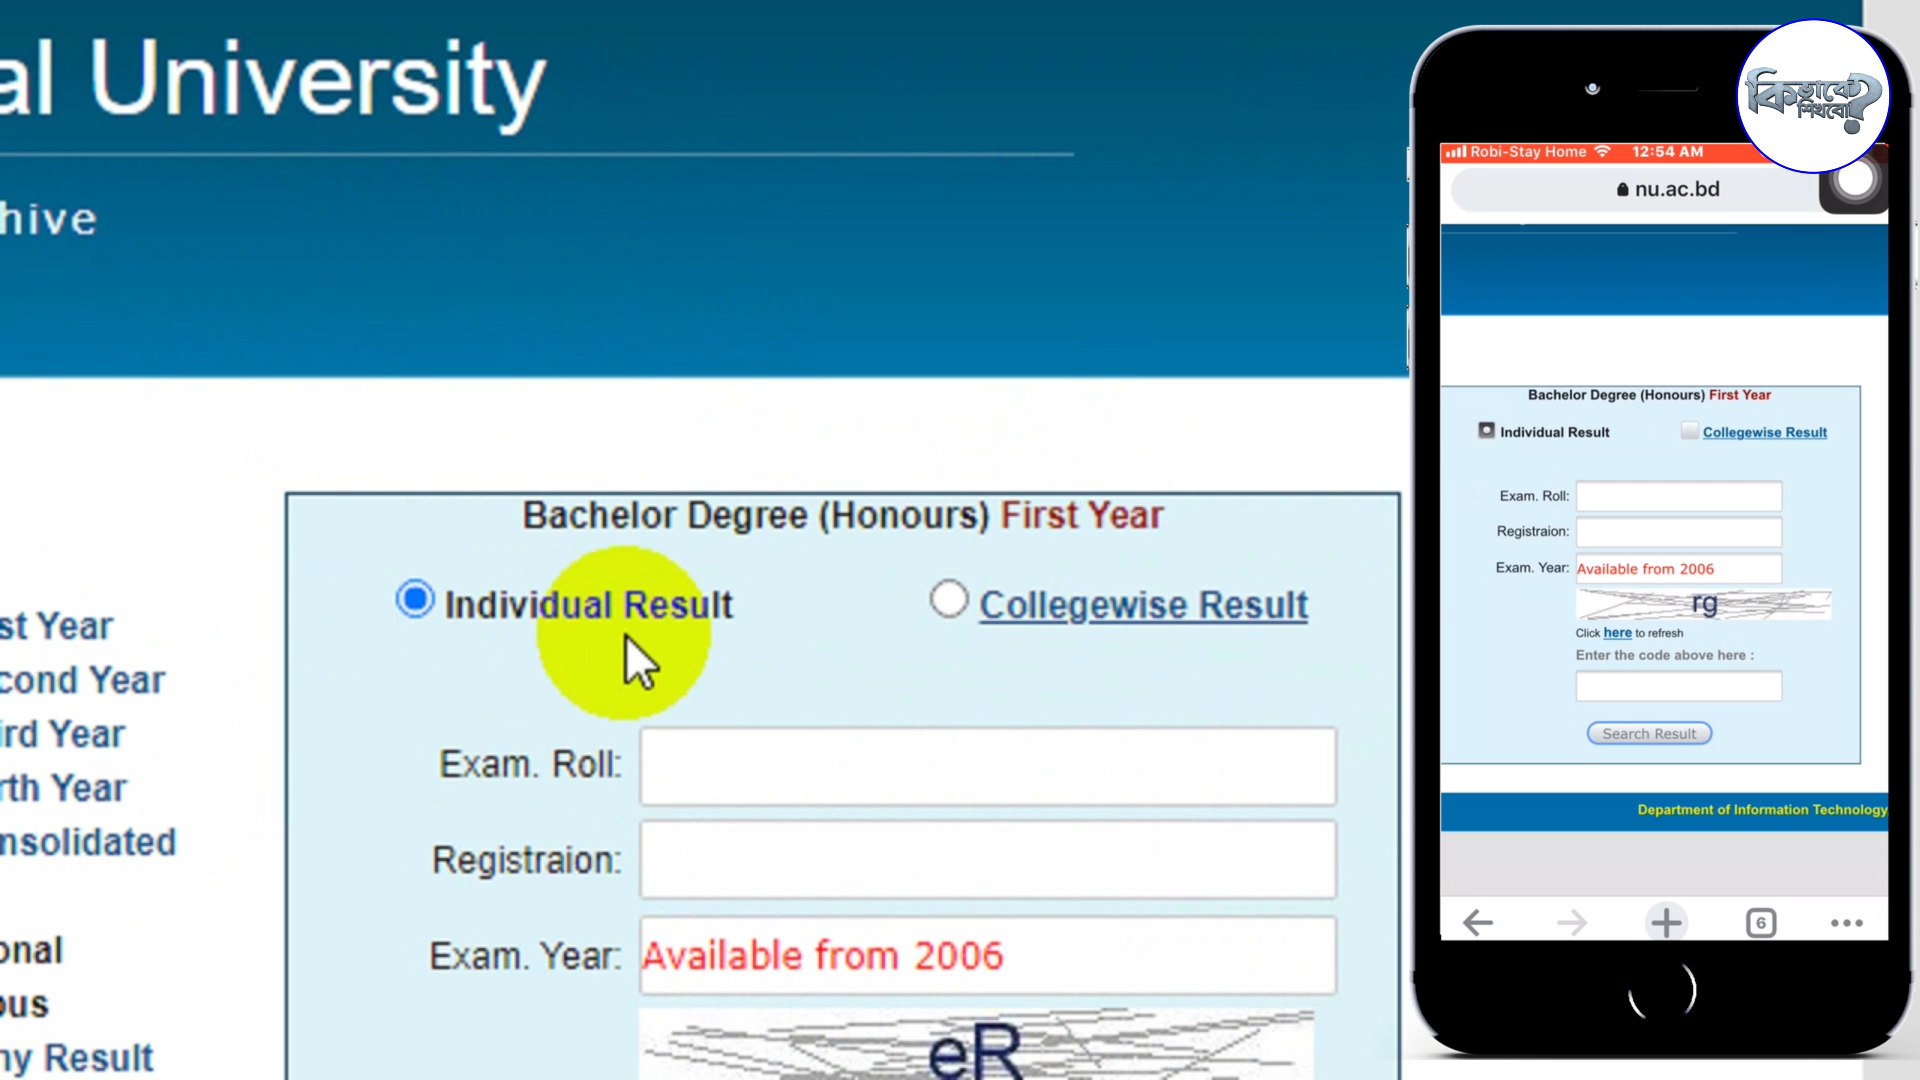 al University
hive
st Year
cond Year
ird Year
rth Year
nsolidated
onal
ous
ny Result
Bachelor Degree (Honours) First Year
Individual Result
Collegewise Result
Exam. Roll:
Registraion:
Exam. Year: Available from 2006
eR
কিভাবে
শিখবো?
Robi-Stay Home 12:54 AM
nu.ac.bd
Bachelor Degree (Honours) First Year
Individual Result
Collegewise Result
Exam. Roll:
Registraion:
Exam. Year: Available from 2006
rg
Click here to refresh
Enter the code above here :
Search Result
Department of Information Technology
6